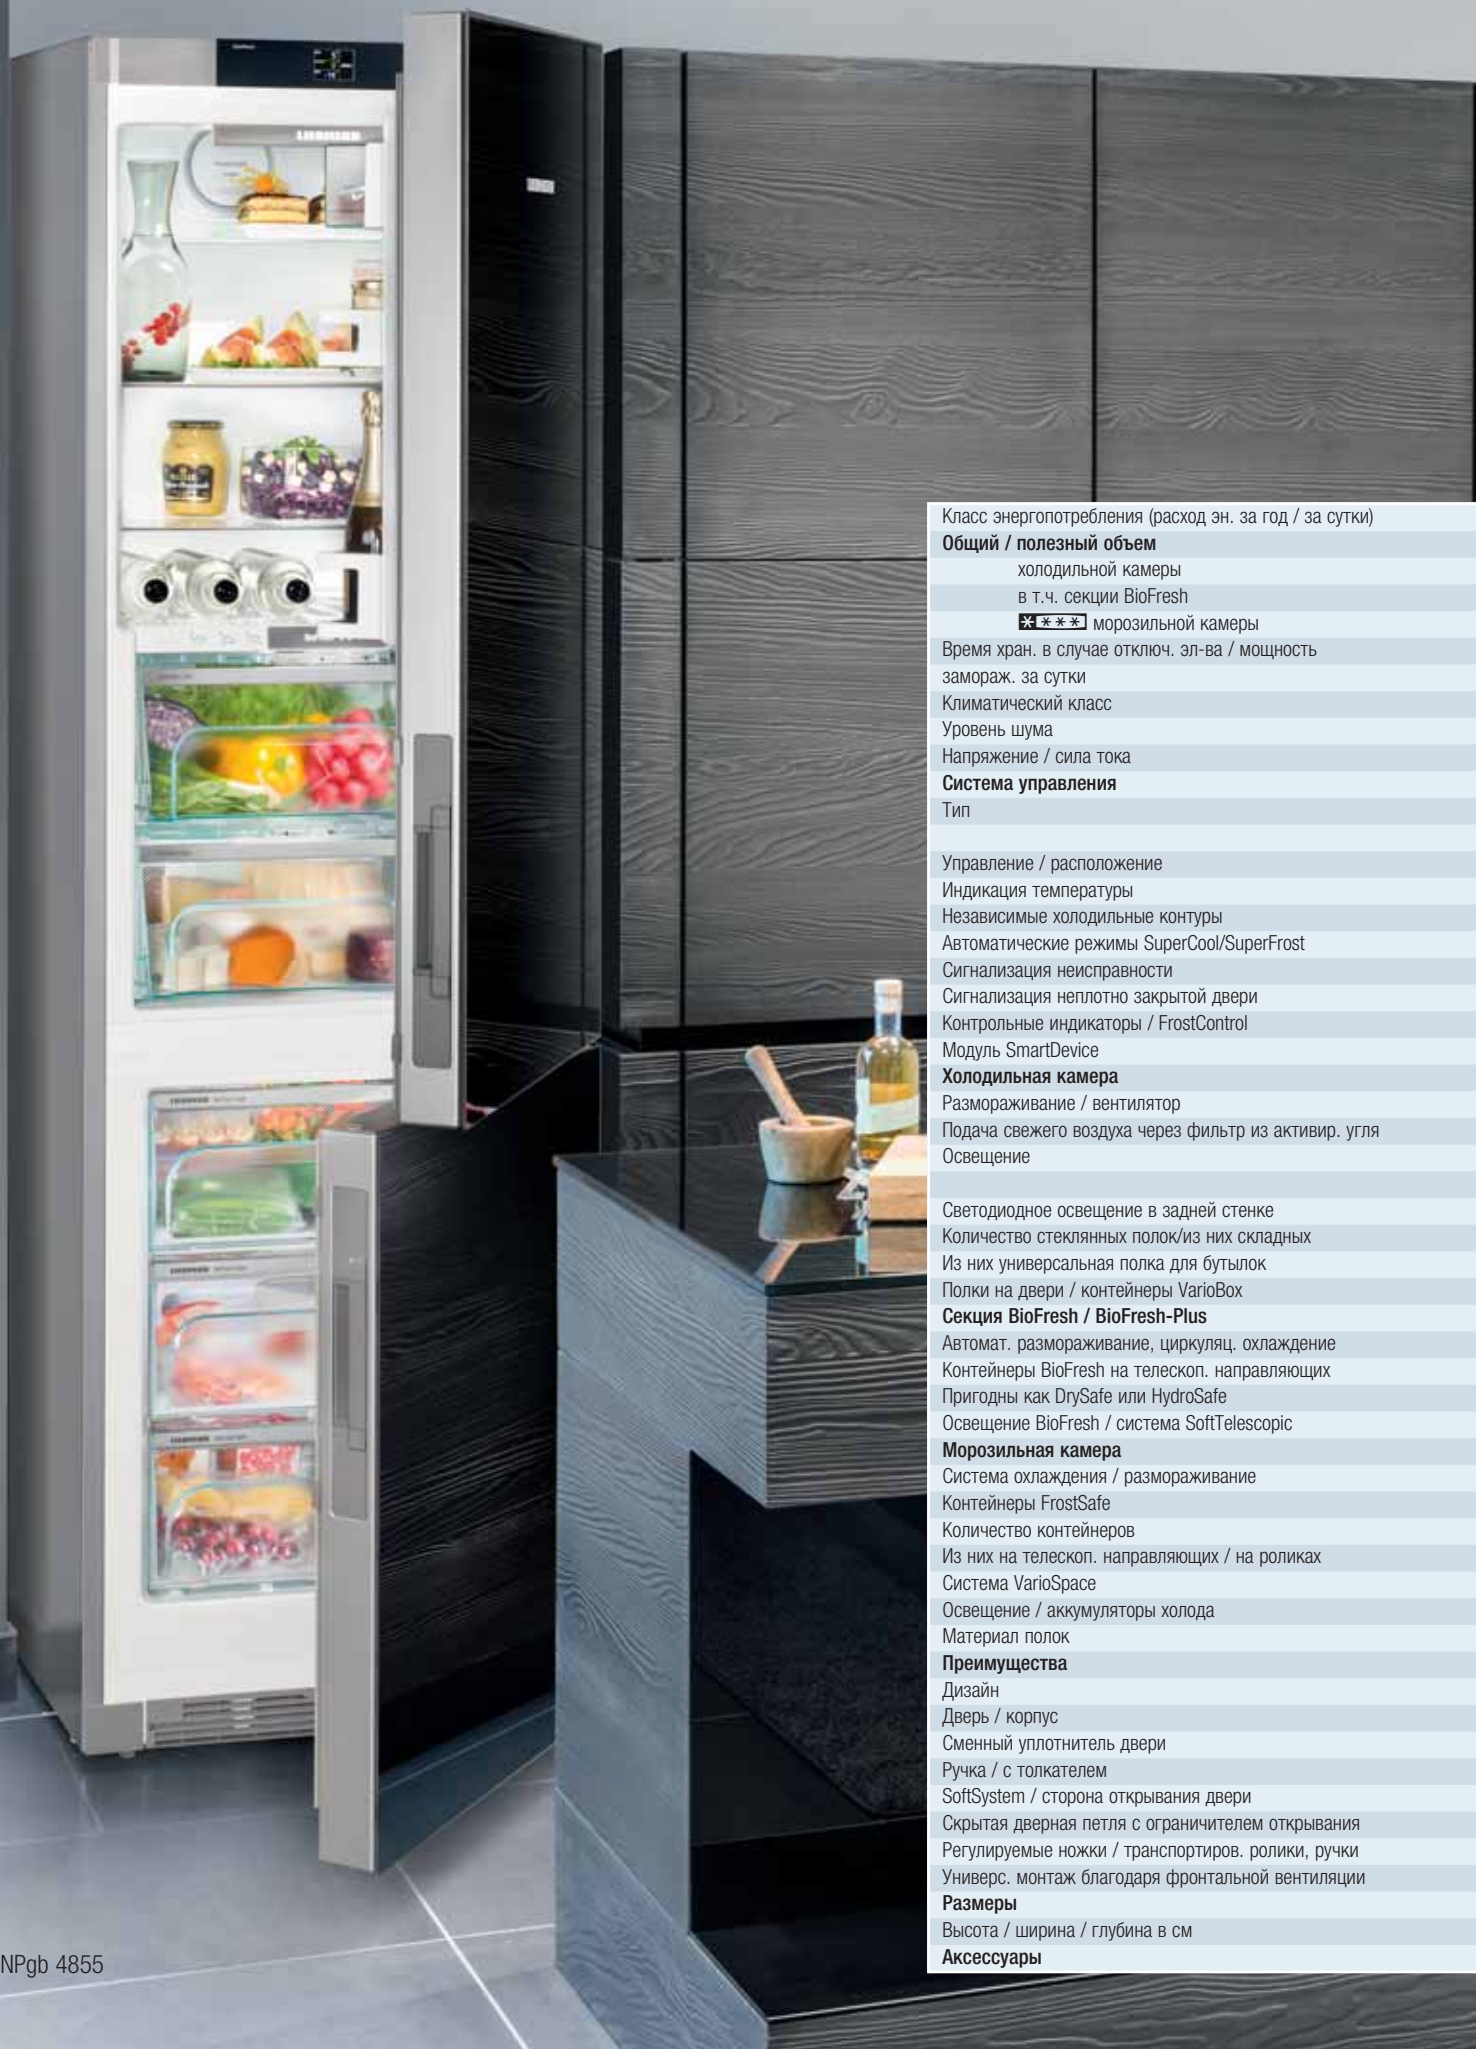 LIEBHERR
Класс энергопотребления (расход эн. за год / за сутки)
Общий / полезный объем
холодильной камеры
в т.ч. секции BioFresh
морозильной камеры
Время хран. в случае отключ. эл-ва / мощность
замораж. за сутки
Климатический класс
Уровень шума
Напряжение / сила тока
Система управления
Тип
Управление / расположение
Индикация температуры
Независимые холодильные контуры
Автоматические режимы SuperCool/SuperFrost
Сигнализация неисправности
Сигнализация неплотно закрытой двери
Контрольные индикаторы / FrostControl
Модуль SmartDevice
Холодильная камера
Размораживание / вентилятор
Подача свежего воздуха через фильтр из активир. угля
Освещение
Светодиодное освещение в задней стенке
Количество стеклянных полок/из них складных
Из них универсальная полка для бутылок
Полки на двери / контейнеры VarioBox
Секция BioFresh / BioFresh-Plus
Автомат. размораживание, циркуляц. охлаждение
Контейнеры BioFresh на телескоп. направляющих
Пригодны как DrySafe или HydroSafe
Освещение BioFresh / система SoftTelescopic
Морозильная камера
Система охлаждения / размораживание
Контейнеры FrostSafe
Количество контейнеров
Из них на телескоп. направляющих / на роликах
Система VarioSpace
Освещение / аккумуляторы холода
Материал полок
Преимущества
Дизайн
Дверь / корпус
Сменный уплотнитель двери
Ручка / с толкателем
SoftSystem / сторона открывания двери
Скрытая дверная петля с ограничителем открывания
Регулируемые ножки / транспортиров. ролики, ручки
Универс. монтаж благодаря фронтальной вентиляции
Размеры
Высота / ширина / глубина в см
Аксессуары
NPgb 4855